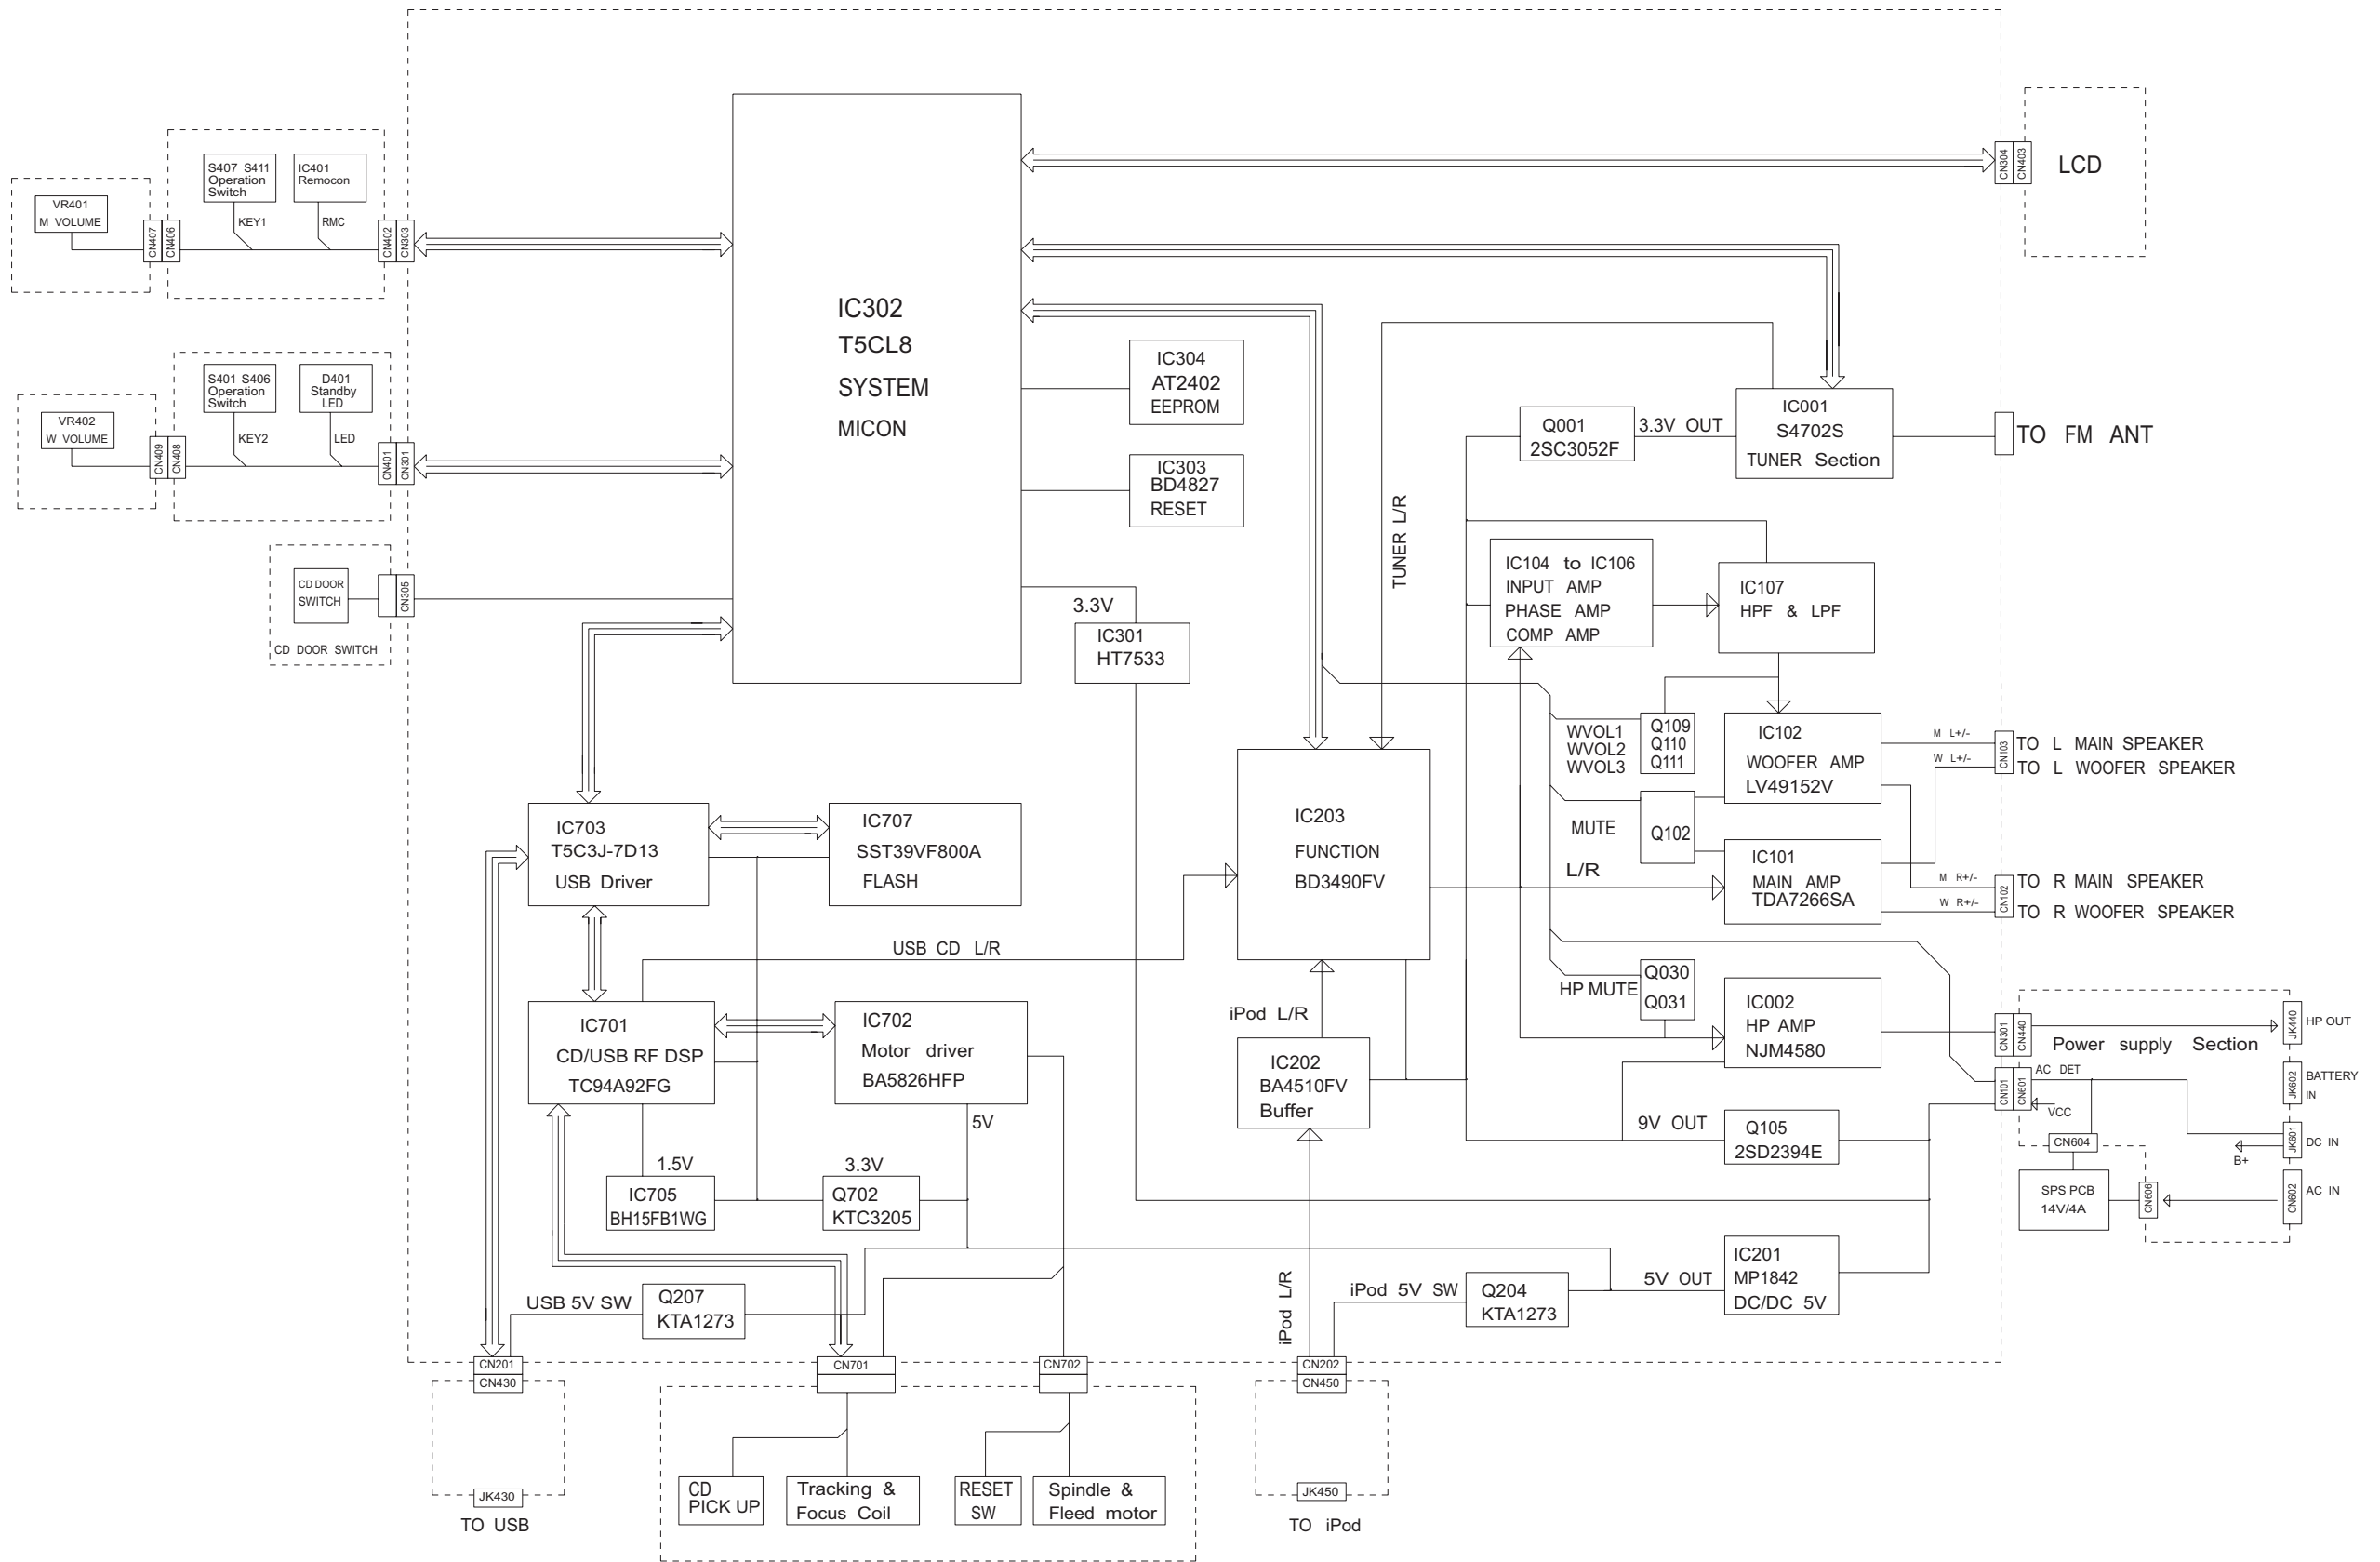 VR401
M VOLUME
CN407
CN406
S407 S411
Operation
Switch
KEY1
IC401
Remocon
RMC
CN402
CN303
VR402
W VOLUME
CN409
CN408
S401 S406
Operation
Switch
KEY2
D401
Standby
LED
LED
CN401
CN301
CD DOOR
SWITCH
CD DOOR SWITCH
CN305
IC302
T5CL8
SYSTEM
MICON
IC304
AT2402
EEPROM
IC303
BD4827
RESET
3.3V
IC301
HT7533
CN304
CN403
LCD
TUNER L/R
Q001
2SC3052F
3.3V OUT
IC001
S4702S
TUNER Section
TO FM ANT
IC104 to IC106
INPUT AMP
PHASE AMP
COMP AMP
IC107
HPF & LPF
WVOL1
WVOL2
WVOL3
Q109
Q110
Q111
IC102
WOOFER AMP
LV49152V
M L+/-
W L+/-
CN103
TO L MAIN SPEAKER
TO L WOOFER SPEAKER
MUTE
Q102
L/R
IC101
MAIN AMP
TDA7266SA
M R+/-
W R+/-
CN102
TO R MAIN SPEAKER
TO R WOOFER SPEAKER
IC703
T5C3J-7D13
USB Driver
IC707
SST39VF800A
FLASH
IC203
FUNCTION
BD3490FV
USB CD L/R
IC701
CD/USB RF DSP
TC94A92FG
IC702
Motor driver
BA5826HFP
5V
iPod L/R
IC202
BA4510FV
Buffer
HP MUTE
Q030
Q031
IC002
HP AMP
NJM4580
CN301
CN440
JK440
HP OUT
Power supply Section
CN101
CN601
AC DET
VCC
JK602
BATTERY
IN
CN604
JK601
DC IN
B+
SPS PCB
14V/4A
CN606
CN602
AC IN
9V OUT
Q105
2SD2394E
1.5V
IC705
BH15FB1WG
3.3V
Q702
KTC3205
USB 5V SW
Q207
KTA1273
iPod L/R
iPod 5V SW
Q204
KTA1273
5V OUT
IC201
MP1842
DC/DC 5V
CN201
CN430
JK430
TO USB
CN701
CN702
CD
PICK UP
Tracking &
Focus Coil
RESET
SW
Spindle &
Fleed motor
CN202
CN450
JK450
TO iPod